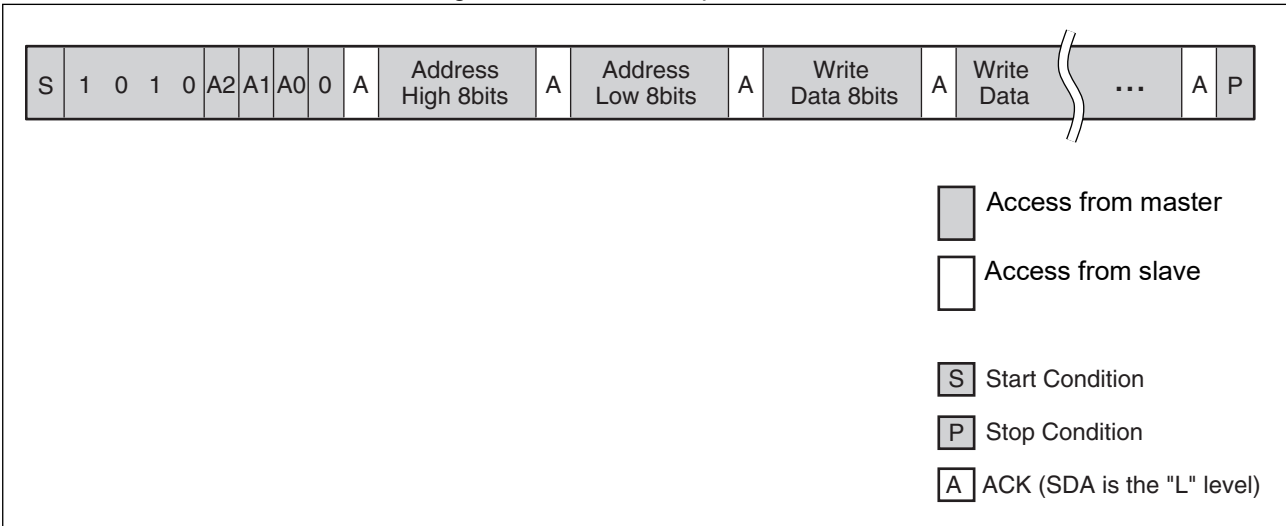 S 1 0 1 0 A2 A1 A0 0 A Address High 8bits A Address Low 8bits A Write Data 8bits A Write Data ... A P
Access from master
Access from slave
S Start Condition
P Stop Condition
A ACK (SDA is the "L" level)